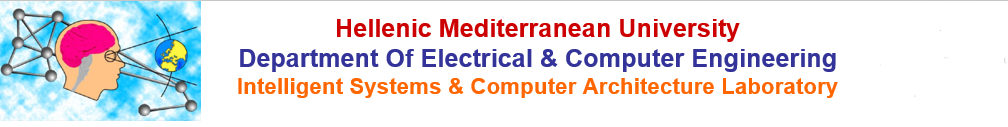 Hellenic Mediterranean University
Department Of Electrical & Computer Engineering
Intelligent Systems & Computer Architecture Laboratory